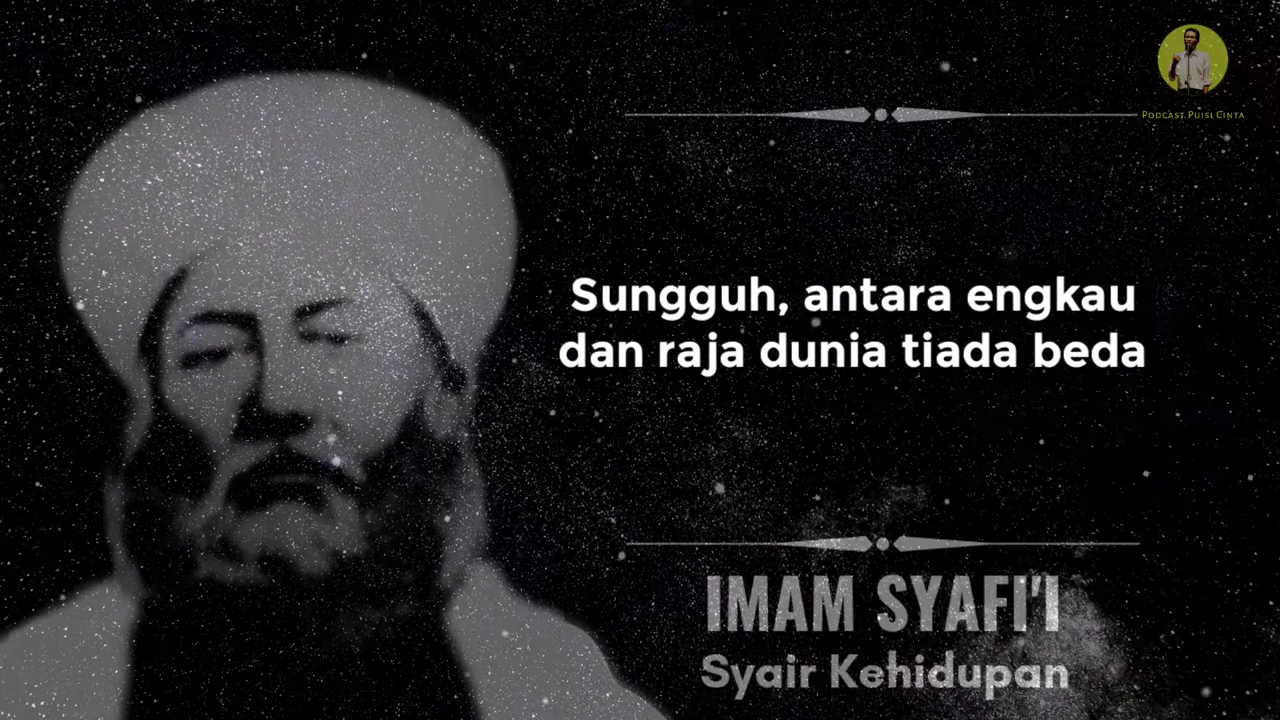 PODCAST PUISI CINTA
Sungguh, antara engkau
dan raja dunia tiada beda
IMAM SYAFI'I
Syair Kehidupan